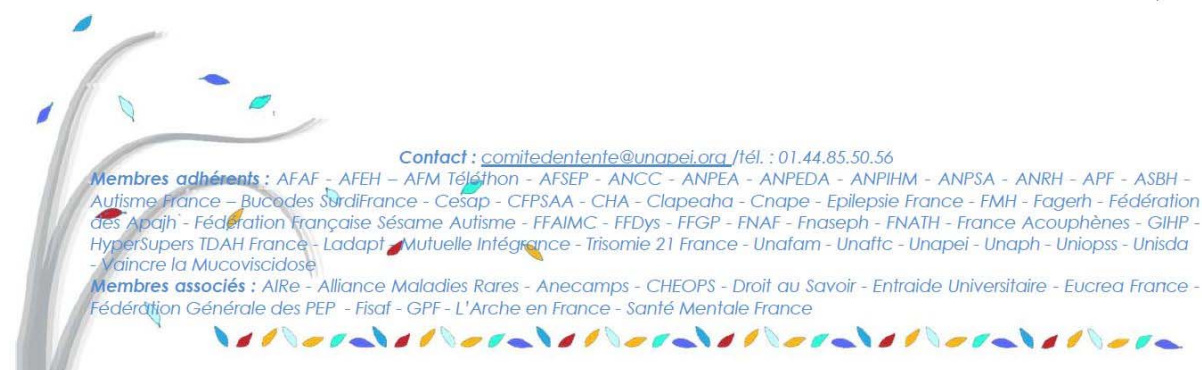 Contact : comitedentente@unapei.org /tél. : 01.44.85.50.56
Membres adhérents : AFAF - AFEH – AFM Téléthon - AFSEP - ANCC - ANPEA - ANPEDA - ANPIHM - ANPSA - ANRH - APF - ASBH -
Autisme France – Bucodes SurdiFrance - Cesap - CFPSAA - CHA - Clapeaha - Cnape - Epilepsie France - FMH - Fagerh - Fédération
des Apajh - Fédération Française Sésame Autisme - FFAIMC - FFDys - FFGP - FNAF - Fnaseph - FNATH - France Acouphènes - GIHP -
HyperSupers TDAH France - Ladapt - Mutuelle Intégrance - Trisomie 21 France - Unafam - Unaftc - Unapei - Unaph - Uniopss - Unisda
- Vaincre la Mucoviscidose
Membres associés : AIRe - Alliance Maladies Rares - Anecamps - CHEOPS - Droit au Savoir - Entraide Universitaire - Eucrea France -
Fédération Générale des PEP - Fisaf - GPF - L'Arche en France - Santé Mentale France